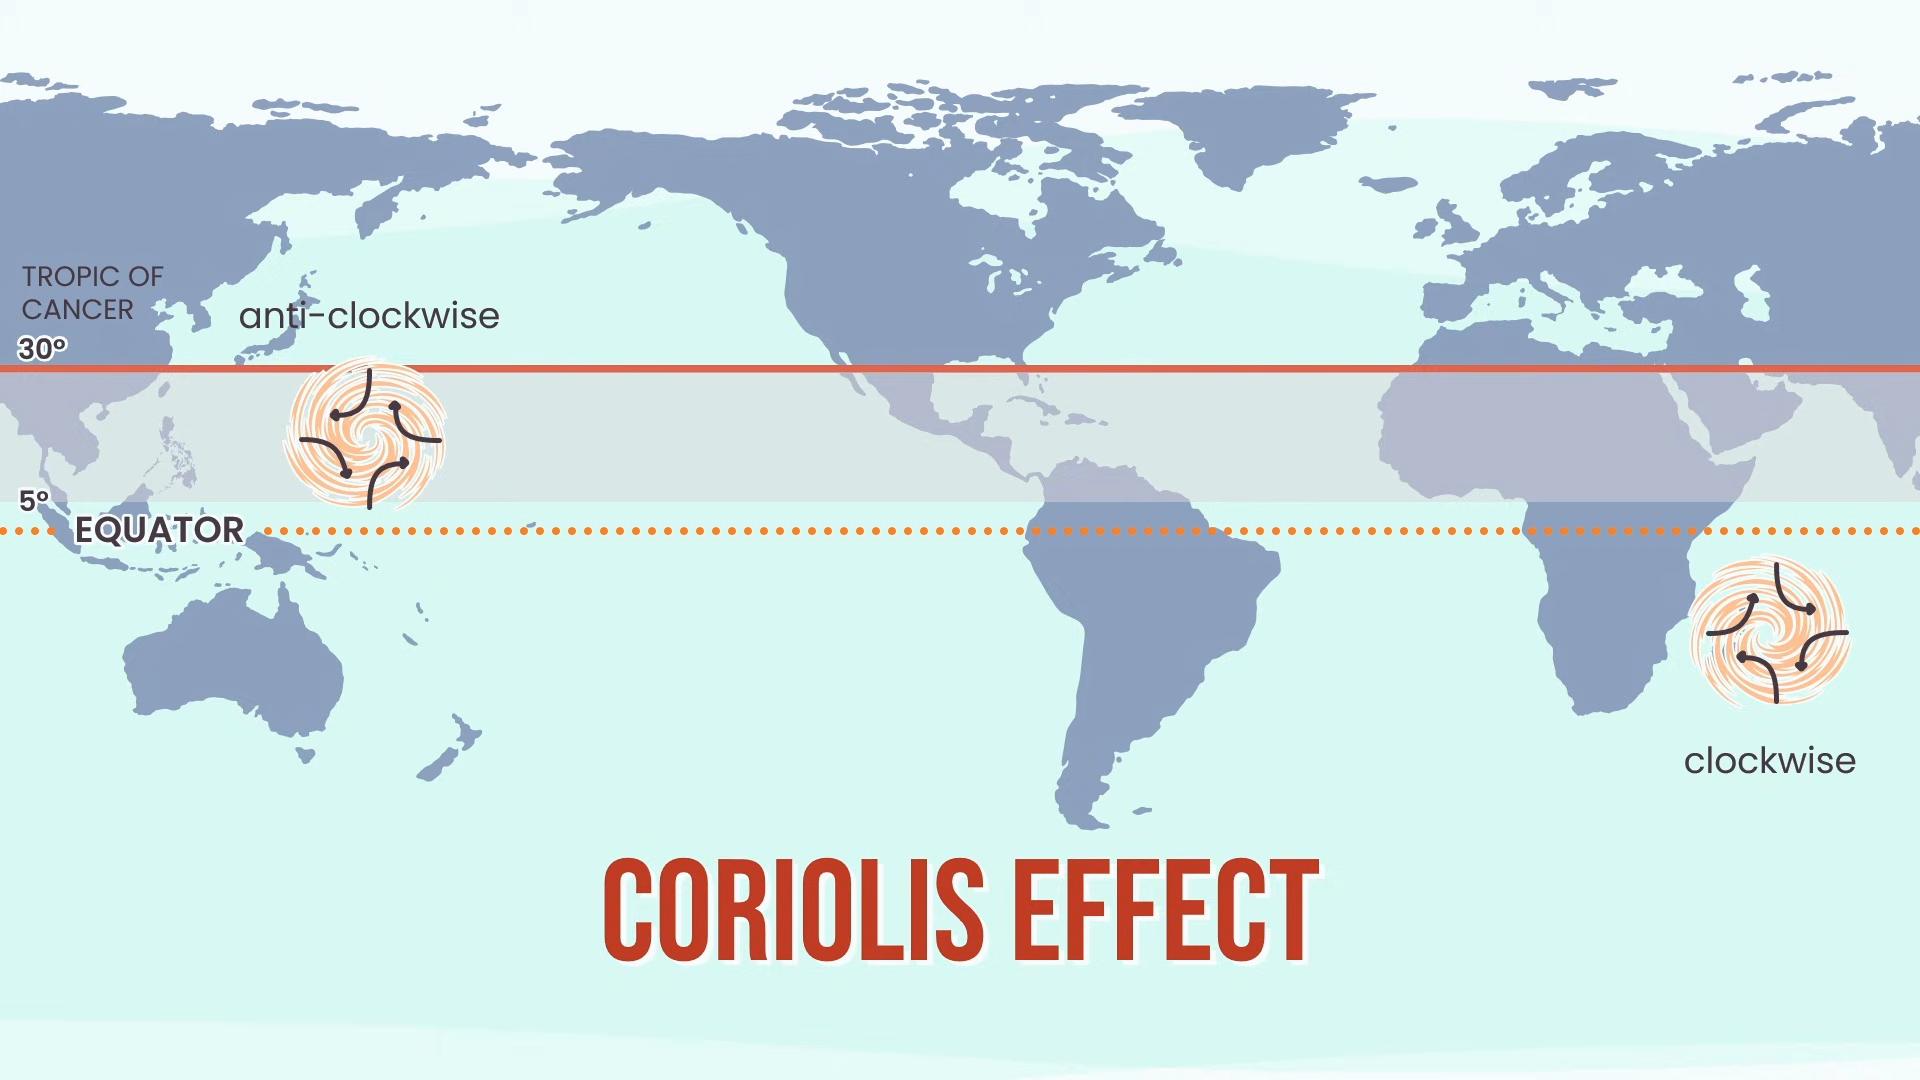 TROPIC OF
CANCER
30°
anti-clockwise
5°
EQUATOR
clockwise
CORIOLIS EFFECT